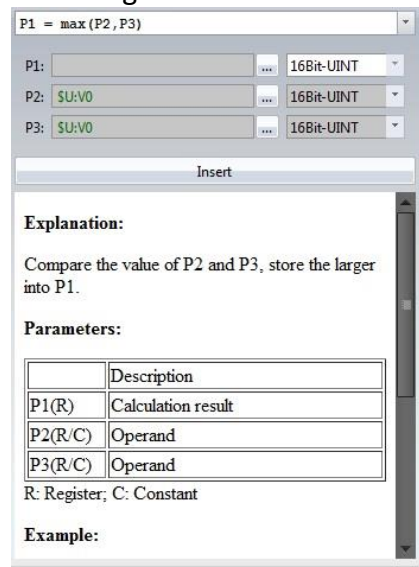 P1 = max(P2,P3)
P1: ... 16Bit-UINT
P2: $U:V0 ... 16Bit-UINT
P3: $U:V0 ... 16Bit-UINT
Insert
Explanation:
Compare the value of P2 and P3, store the larger
into P1.
Parameters:
Description
P1(R) Calculation result
P2(R/C) Operand
P3(R/C) Operand
R: Register; C: Constant
Example: